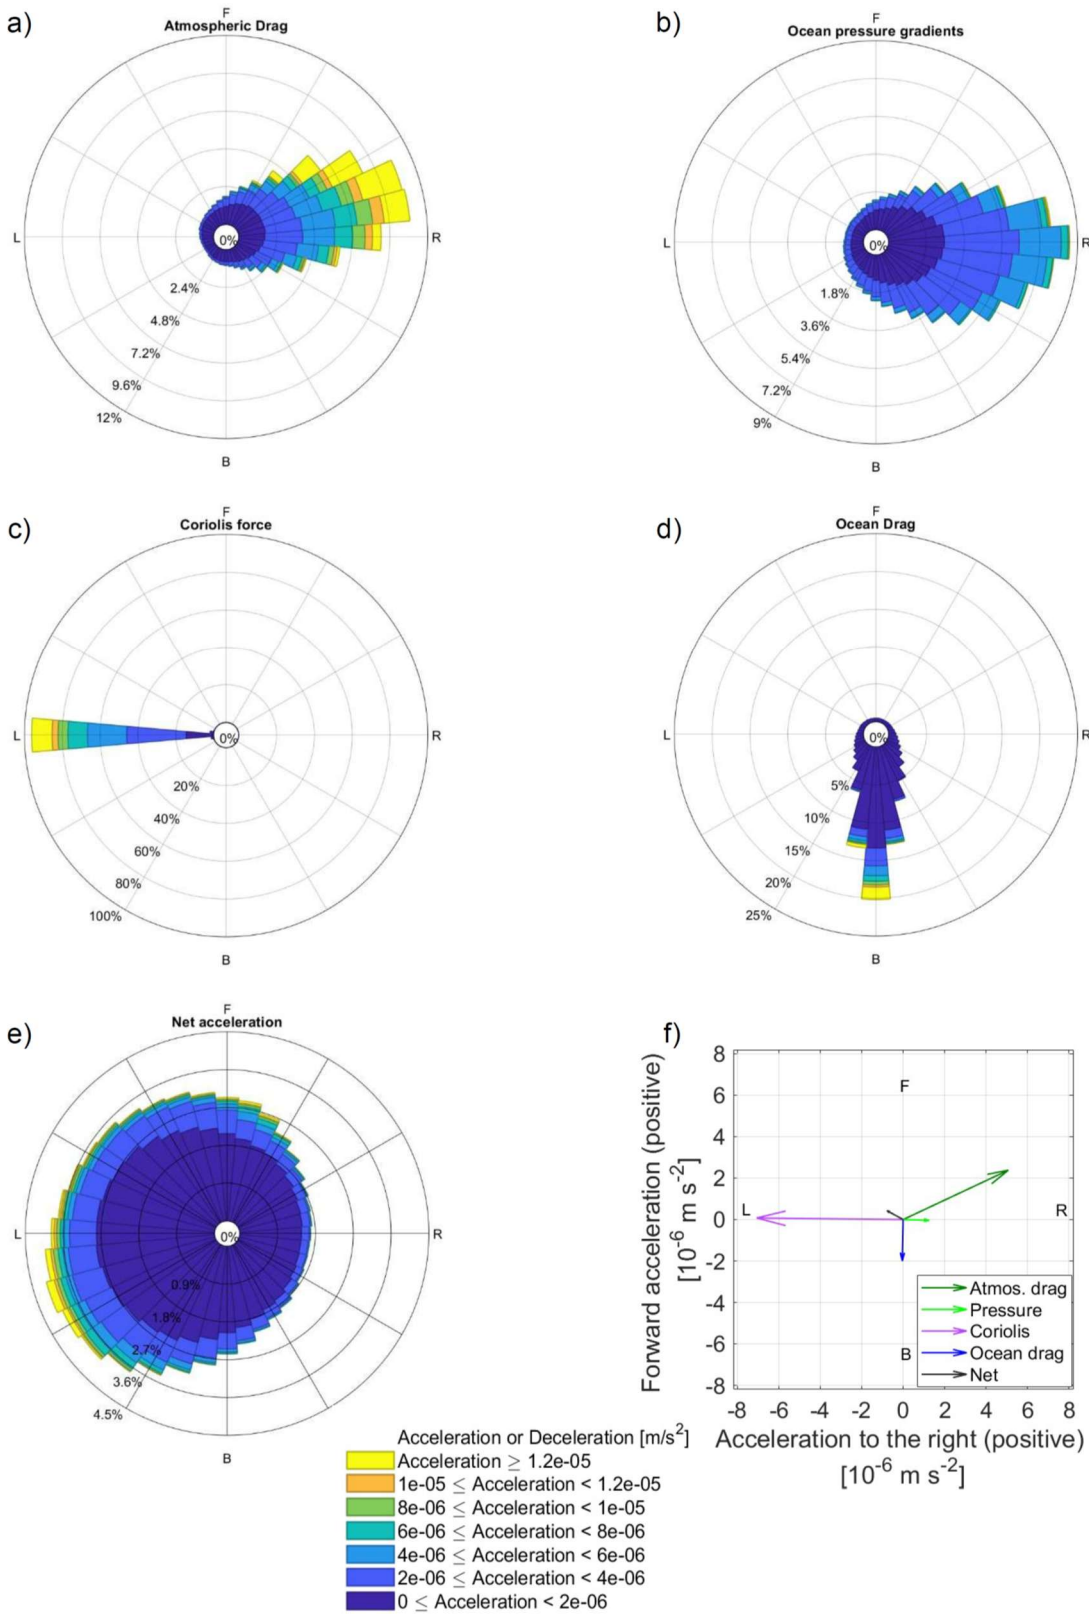 a)
F
Atmospheric Drag
L
0%
R
2.4%
4.8%
7.2%
9.6%
12%
B
b)
F
Ocean pressure gradients
L
0%
R
1.8%
3.6%
5.4%
7.2%
9%
B
c)
F
Coriolis force
L
0%
R
20%
40%
60%
80%
100%
B
d)
F
Ocean Drag
L
0%
R
5%
10%
15%
20%
25%
B
e)
F
Net acceleration
L
0%
R
0.9%
1.8%
2.7%
3.6%
4.5%
B
f)
Forward acceleration (positive)
[10⁻⁶ m s⁻²]
8
6
4
2
0
-2
-4
-6
-8
F
L
R
B
Atmos. drag
Pressure
Coriolis
Ocean drag
Net
-8 -6 -4 -2 0 2 4 6 8
Acceleration to the right (positive)
[10⁻⁶ m s⁻²]
Acceleration or Deceleration [m/s²]
Acceleration ≥ 1.2e-05
1e-05 ≤ Acceleration < 1.2e-05
8e-06 ≤ Acceleration < 1e-05
6e-06 ≤ Acceleration < 8e-06
4e-06 ≤ Acceleration < 6e-06
2e-06 ≤ Acceleration < 4e-06
0 ≤ Acceleration < 2e-06